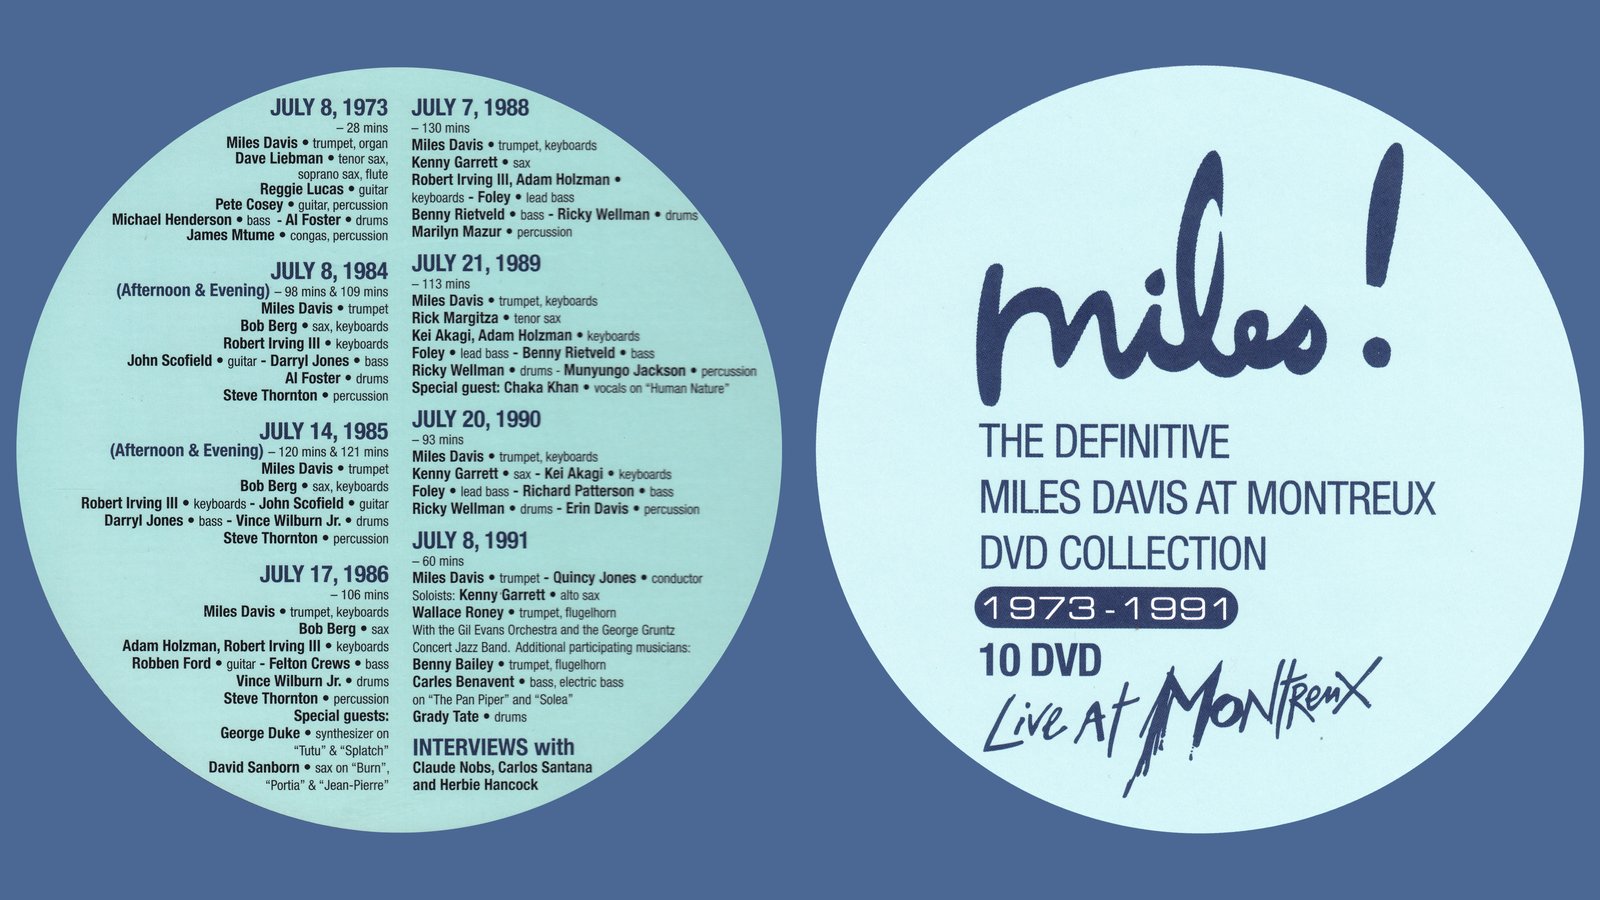 JULY 8, 1973
– 28 mins
Miles Davis • trumpet, organ
Dave Liebman • tenor sax,
soprano sax, flute
Reggie Lucas • guitar
Pete Cosey • guitar, percussion
Michael Henderson • bass - Al Foster • drums
James Mtume • congas, percussion
JULY 8, 1984
(Afternoon & Evening) – 98 mins & 109 mins
Miles Davis • trumpet
Bob Berg • sax, keyboards
Robert Irving III • keyboards
John Scofield • guitar - Darryl Jones • bass
Al Foster • drums
Steve Thornton • percussion
JULY 14, 1985
(Afternoon & Evening) – 120 mins & 121 mins
Miles Davis • trumpet
Bob Berg • sax, keyboards
Robert Irving III • keyboards - John Scofield • guitar
Darryl Jones • bass - Vince Wilburn Jr. • drums
Steve Thornton • percussion
JULY 17, 1986
– 106 mins
Miles Davis • trumpet, keyboards
Bob Berg • sax
Adam Holzman, Robert Irving III • keyboards
Robben Ford • guitar - Felton Crews • bass
Vince Wilburn Jr. • drums
Steve Thornton • percussion
Special guests:
George Duke • synthesizer on
“Tutu” & “Splatch”
David Sanborn • sax on “Burn”,
“Portia” & “Jean-Pierre”
JULY 7, 1988
– 130 mins
Miles Davis • trumpet, keyboards
Kenny Garrett • sax
Robert Irving III, Adam Holzman •
keyboards - Foley • lead bass
Benny Rietveld • bass - Ricky Wellman • drums
Marilyn Mazur • percussion
JULY 21, 1989
– 113 mins
Miles Davis • trumpet, keyboards
Rick Margitza • tenor sax
Kei Akagi, Adam Holzman • keyboards
Foley • lead bass - Benny Rietveld • bass
Ricky Wellman • drums - Munyungo Jackson • percussion
Special guest: Chaka Khan • vocals on “Human Nature”
JULY 20, 1990
– 93 mins
Miles Davis • trumpet, keyboards
Kenny Garrett • sax - Kei Akagi • keyboards
Foley • lead bass - Richard Patterson • bass
Ricky Wellman • drums - Erin Davis • percussion
JULY 8, 1991
– 60 mins
Miles Davis • trumpet - Quincy Jones • conductor
Soloists: Kenny Garrett • alto sax
Wallace Roney • trumpet, flugelhorn
With the Gil Evans Orchestra and the George Gruntz
Concert Jazz Band. Additional participating musicians:
Benny Bailey • trumpet, flugelhorn
Carles Benavent • bass, electric bass
on “The Pan Piper” and “Solea”
Grady Tate • drums
INTERVIEWS with
Claude Nobs, Carlos Santana
and Herbie Hancock
miles!
THE DEFINITIVE
MILES DAVIS AT MONTREUX
DVD COLLECTION
1973-1991
10 DVD
Live At Montreux